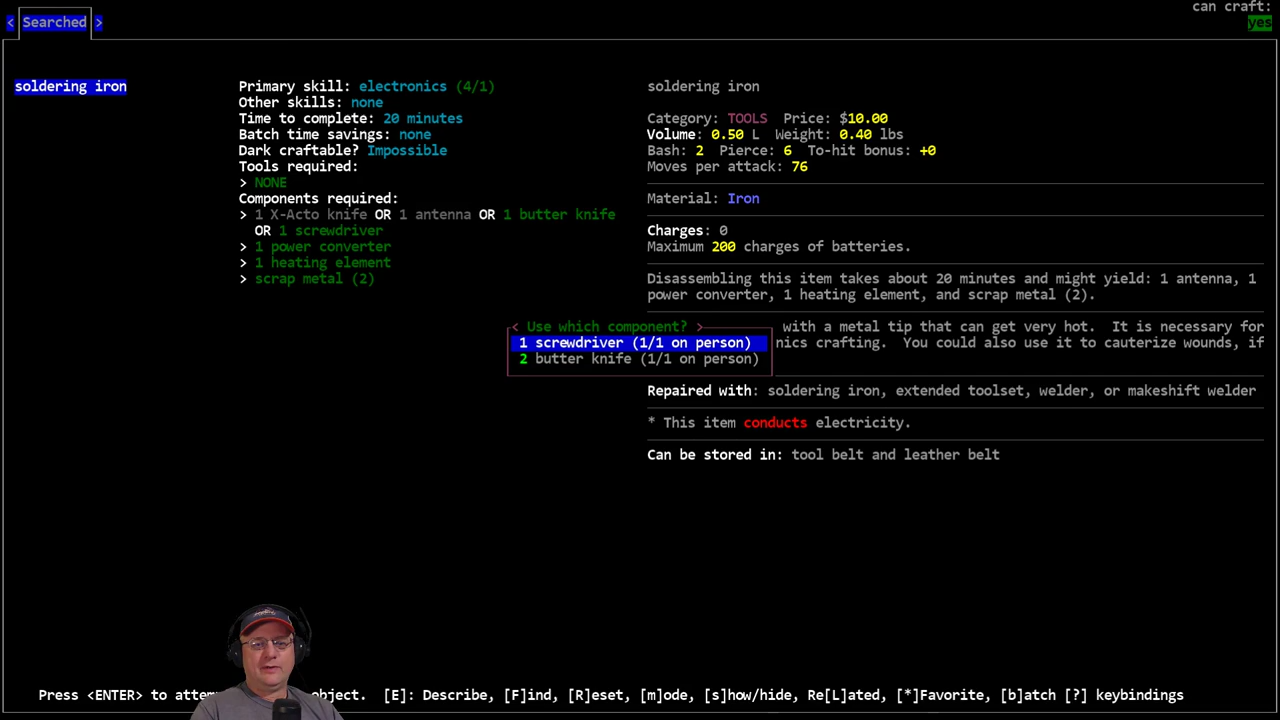 can craft:
< Searched >
yes
soldering iron
Primary skill: electronics (4/1)
Other skills: none
Time to complete: 20 minutes
Batch time savings: none
Dark craftable? Impossible
Tools required:
> NONE
Components required:
> 1 X-Acto knife OR 1 antenna OR 1 butter knife
OR 1 screwdriver
> 1 power converter
> 1 heating element
> scrap metal (2)
soldering iron
Category: TOOLS Price: $10.00
Volume: 0.50 L Weight: 0.40 lbs
Bash: 2 Pierce: 6 To-hit bonus: +0
Moves per attack: 76
Material: Iron
Charges: 0
Maximum 200 charges of batteries.
Disassembling this item takes about 20 minutes and might yield: 1 antenna, 1
power converter, 1 heating element, and scrap metal (2).
< Use which component? >
1 screwdriver (1/1 on person)
2 butter knife (1/1 on person)
with a metal tip that can get very hot. It is necessary for
nics crafting. You could also use it to cauterize wounds, if
Repaired with: soldering iron, extended toolset, welder, or makeshift welder
* This item conducts electricity.
Can be stored in: tool belt and leather belt
Press <ENTER> to attem object. [E]: Describe, [F]ind, [R]eset, [m]ode, [s]how/hide, Re[L]ated, [*]Favorite, [b]atch [?] keybindings